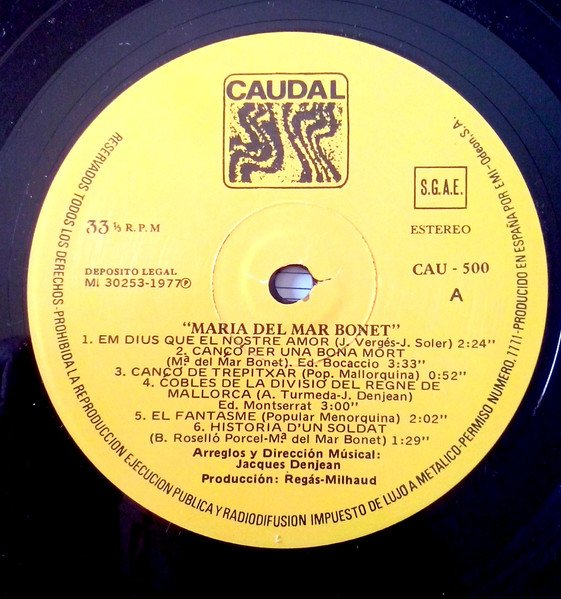 CAUDAL
S.G.A.E.
33 ⅓ R.P.M
ESTEREO
DEPOSITO LEGAL
MI 30253-1977 Ⓟ
CAU - 500
A
"MARIA DEL MAR BONET"
1. EM DIUS QUE EL NOSTRE AMOR (J. Vergés-J. Soler) 2:24''
2. CANÇO PER UNA BONA MORT
(Mª del Mar Bonet) Ed. Bocaccio 3:33''
3. CANÇO DE TREPITXAR (Pop. Mallorquina) 0:52''
4. COBLES DE LA DIVISIO DEL REGNE DE
MALLORCA (A. Turmeda-J. Denjean)
Ed. Montserrat 3:00''
5. EL FANTASME (Popular Menorquina) 2:02''
6. HISTORIA D'UN SOLDAT
(B. Roselló Porcel-Mª del Mar Bonet) 1:29''
Arreglos y Dirección Músical:
Jacques Denjean
Producción: Regás-Milhaud
RESERVADOS TODOS LOS DERECHOS-PROHIBIDA LA REPRODUCCION EJECUCION PUBLICA Y RADIODIFUSION IMPUESTO DE LUJO A METALICO-PERMISO NUMERO. 7771-PRODUCIDO EN ESPAÑA POR EMI-Odeon, S.A.